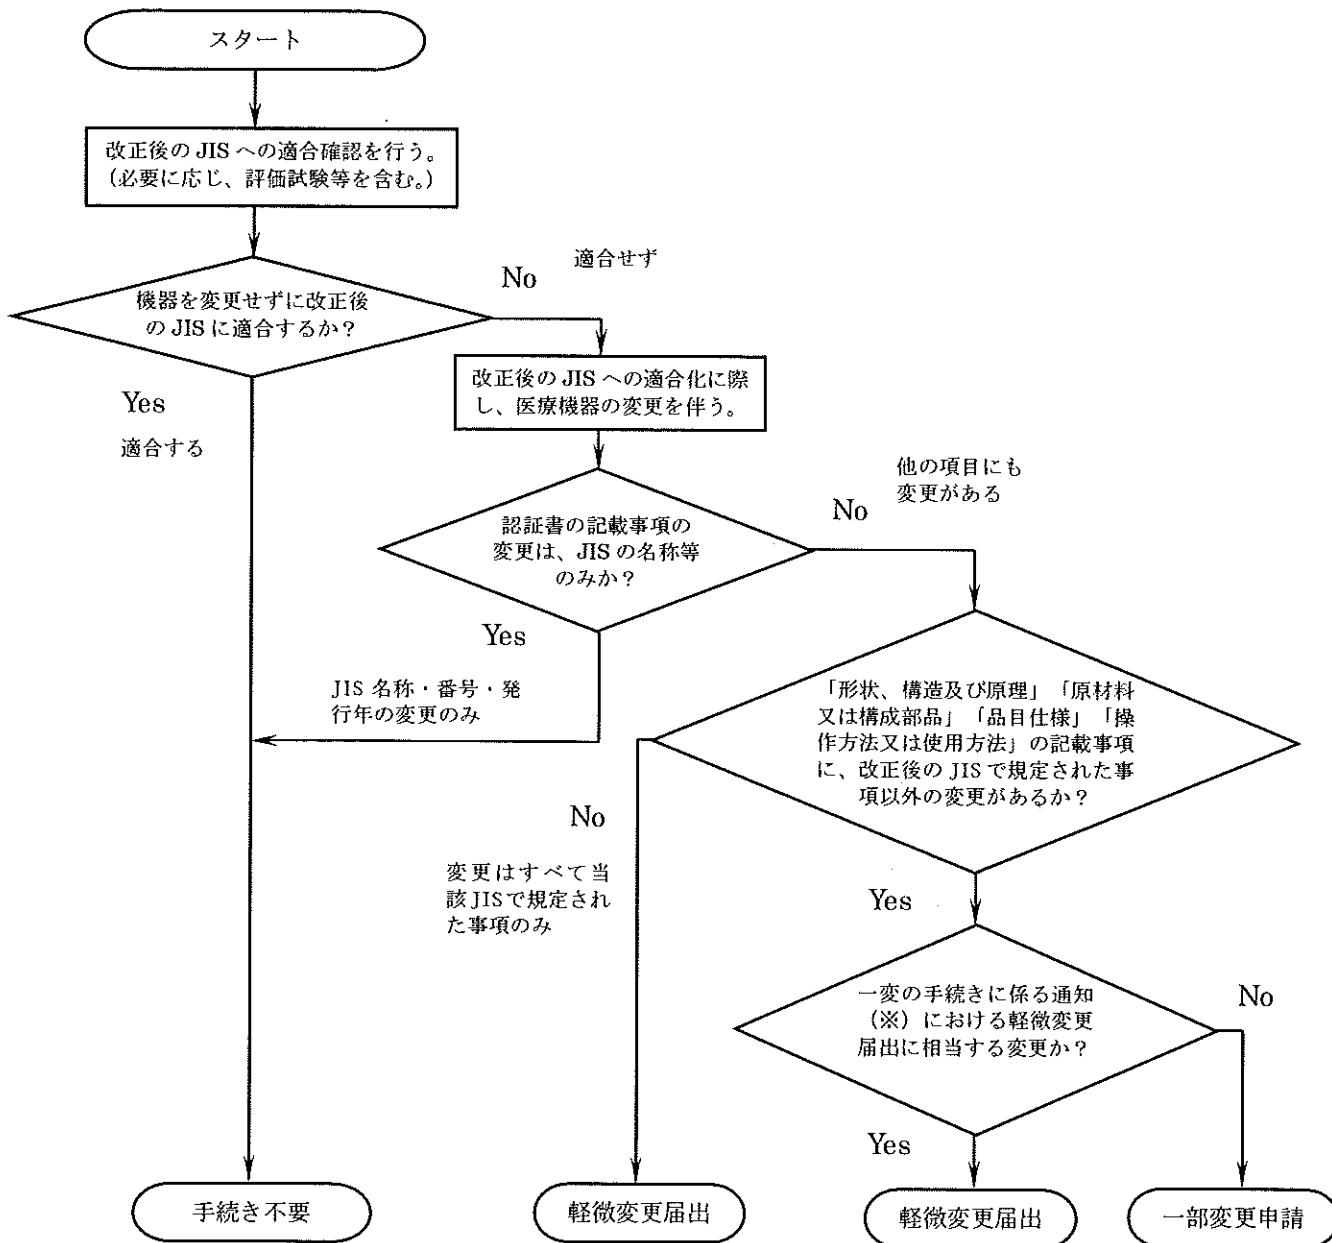 スタート
改正後の JIS への適合確認を行う。
(必要に応じ、評価試験等を含む。)
機器を変更せずに改正後
の JIS に適合するか?
No
適合せず
Yes
適合する
改正後の JIS への適合化に際
し、医療機器の変更を伴う。
認証書の記載事項の
変更は、JIS の名称等
のみか?
No
他の項目にも
変更がある
Yes
JIS 名称・番号・発
行年の変更のみ
「形状、構造及び原理」「原材料
又は構成部品」「品目仕様」「操
作方法又は使用方法」の記載事項
に、改正後の JIS で規定された事
項以外の変更があるか?
No
変更はすべて当
該JISで規定され
た事項のみ
Yes
一変の手続きに係る通知
(※)における軽微変更
届出に相当する変更か?
No
Yes
手続き不要
軽微変更届出
軽微変更届出
一部変更申請